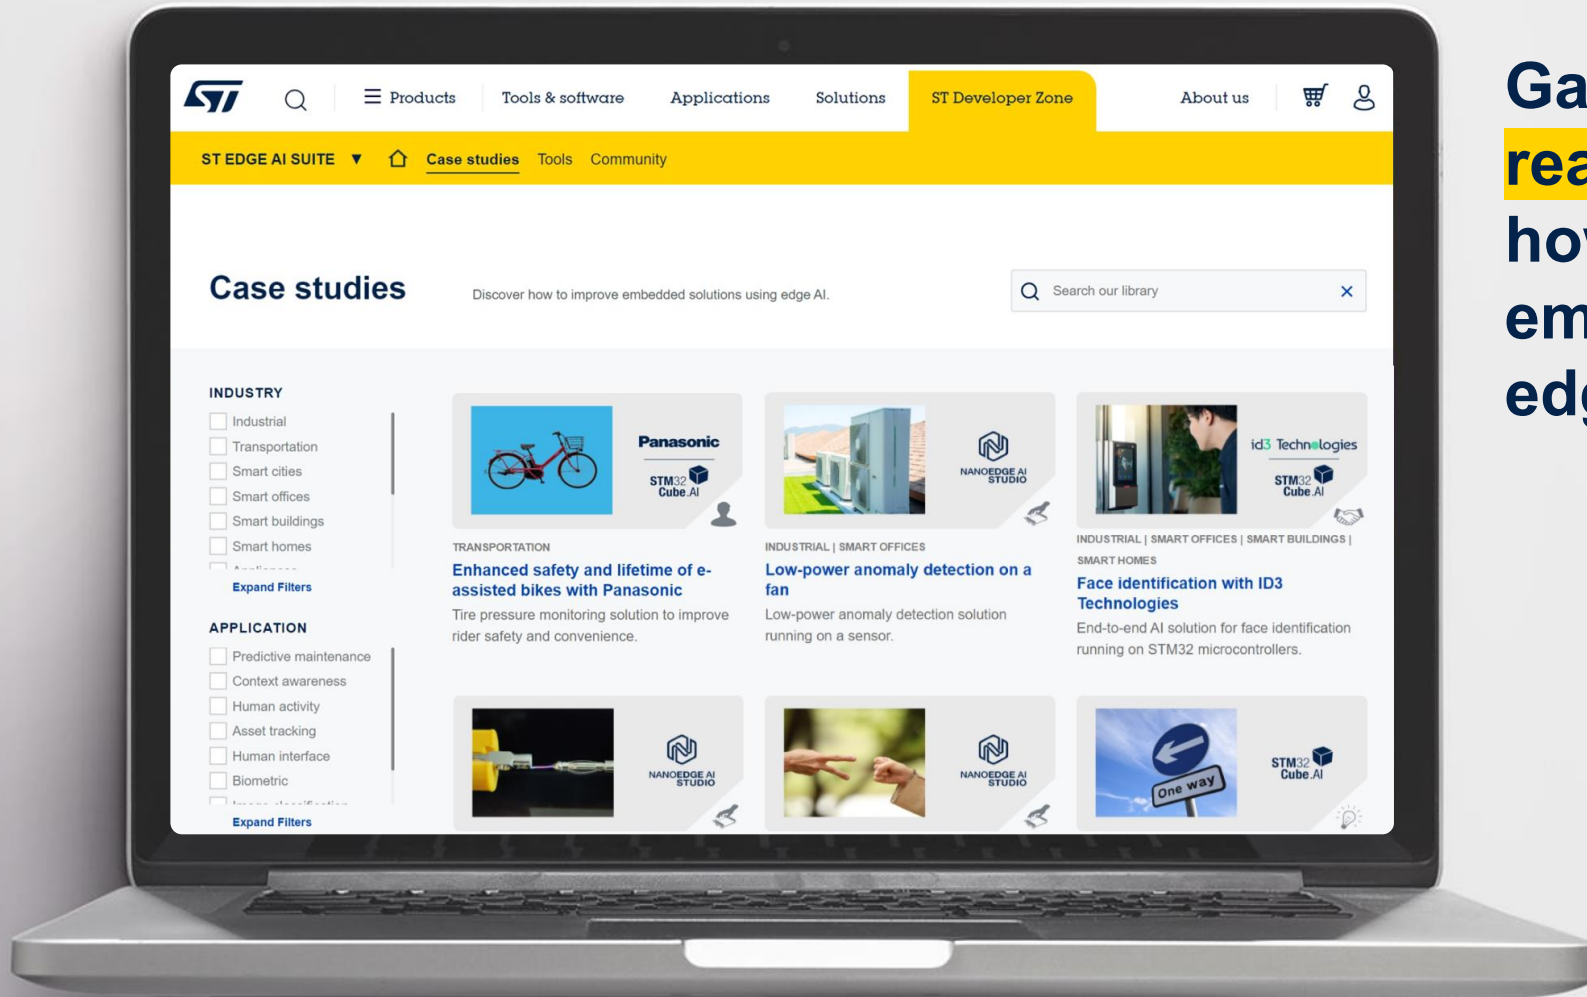 ST
Products
Tools & software
Applications
Solutions
ST Developer Zone
About us
ST EDGE AI SUITE
Case studies
Tools
Community
Case studies
Discover how to improve embedded solutions using edge AI.
Search our library
INDUSTRY
Industrial
Transportation
Smart cities
Smart offices
Smart buildings
Smart homes
Appliances
Expand Filters
APPLICATION
Predictive maintenance
Context awareness
Human activity
Asset tracking
Human interface
Biometric
Image classification
Expand Filters
Panasonic
STM32
Cube.AI
TRANSPORTATION
Enhanced safety and lifetime of e-
assisted bikes with Panasonic
Tire pressure monitoring solution to improve
rider safety and convenience.
NANOEDGE AI
STUDIO
INDUSTRIAL | SMART OFFICES
Low-power anomaly detection on a
fan
Low-power anomaly detection solution
running on a sensor.
id3 Technologies
STM32
Cube.AI
INDUSTRIAL | SMART OFFICES | SMART BUILDINGS |
SMART HOMES
Face identification with ID3
Technologies
End-to-end AI solution for face identification
running on STM32 microcontrollers.
NANOEDGE AI
STUDIO
NANOEDGE AI
STUDIO
One way
STM32
Cube.AI
Ga
rea
how
em
edg